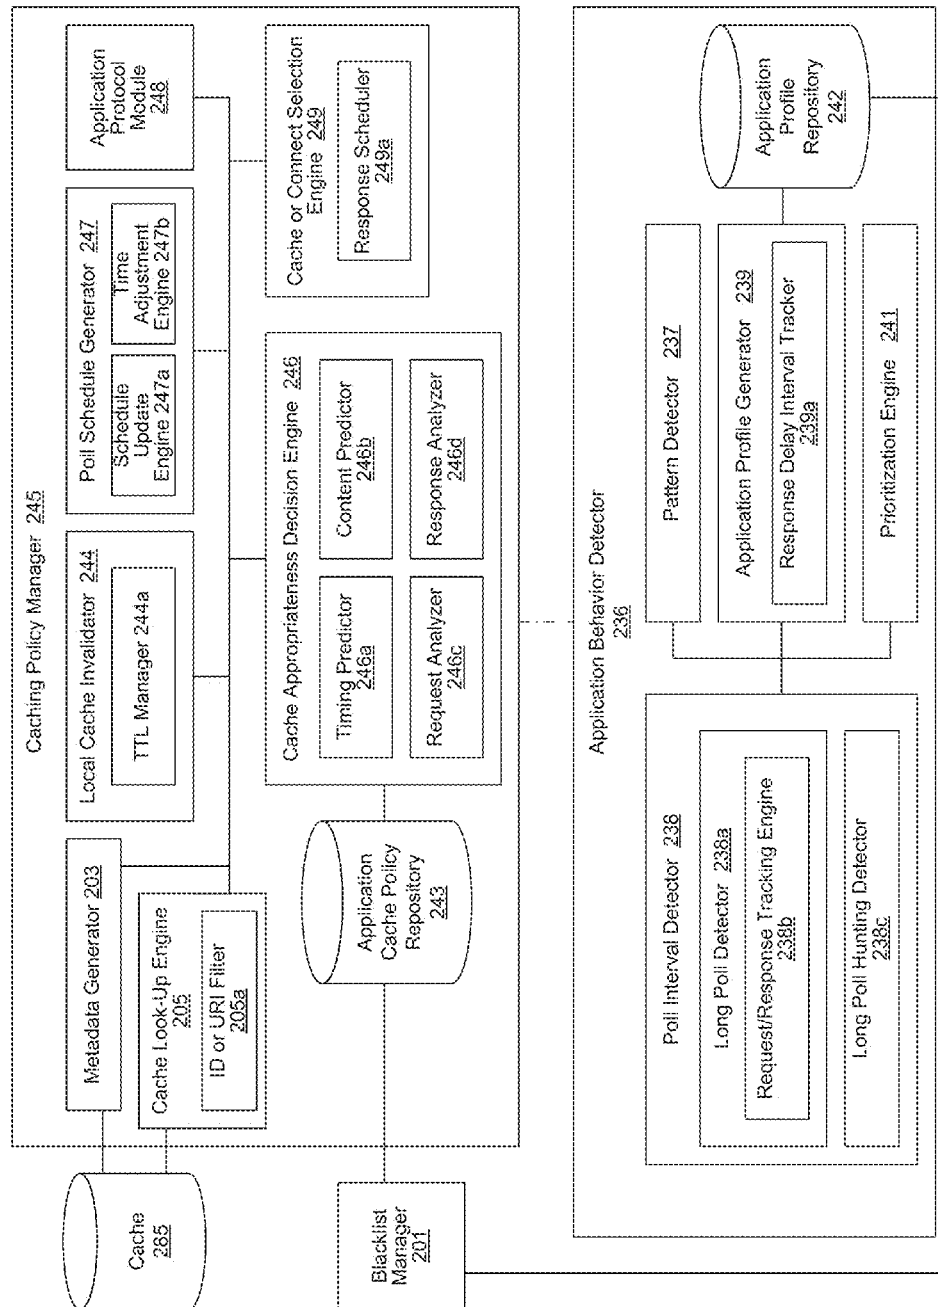 Caching Policy Manager 245
Cache
285
Metadata Generator 203
Cache Look-Up Engine
205
ID or URI Filter
205a
Local Cache Invalidator 244
TTL Manager 244a
Poll Schedule Generator 247
Schedule
Update
Engine 247a
Time
Adjustment
Engine 247b
Application
Protocol
Module
248
Blacklist
Manager
201
Application
Cache Policy
Repository
243
Cache Appropriateness Decision Engine 246
Timing Predictor
246a
Content Predictor
246b
Request Analyzer
246c
Response Analyzer
246d
Cache or Connect Selection
Engine 249
Response Scheduler
249a
Application Behavior Detector
236
Poll Interval Detector 238
Long Poll Detector 238a
Request/Response Tracking Engine
238b
Long Poll Hunting Detector
238c
Pattern Detector 237
Application Profile Generator 239
Response Delay Interval Tracker
239a
Prioritization Engine 241
Application
Profile
Repository
242